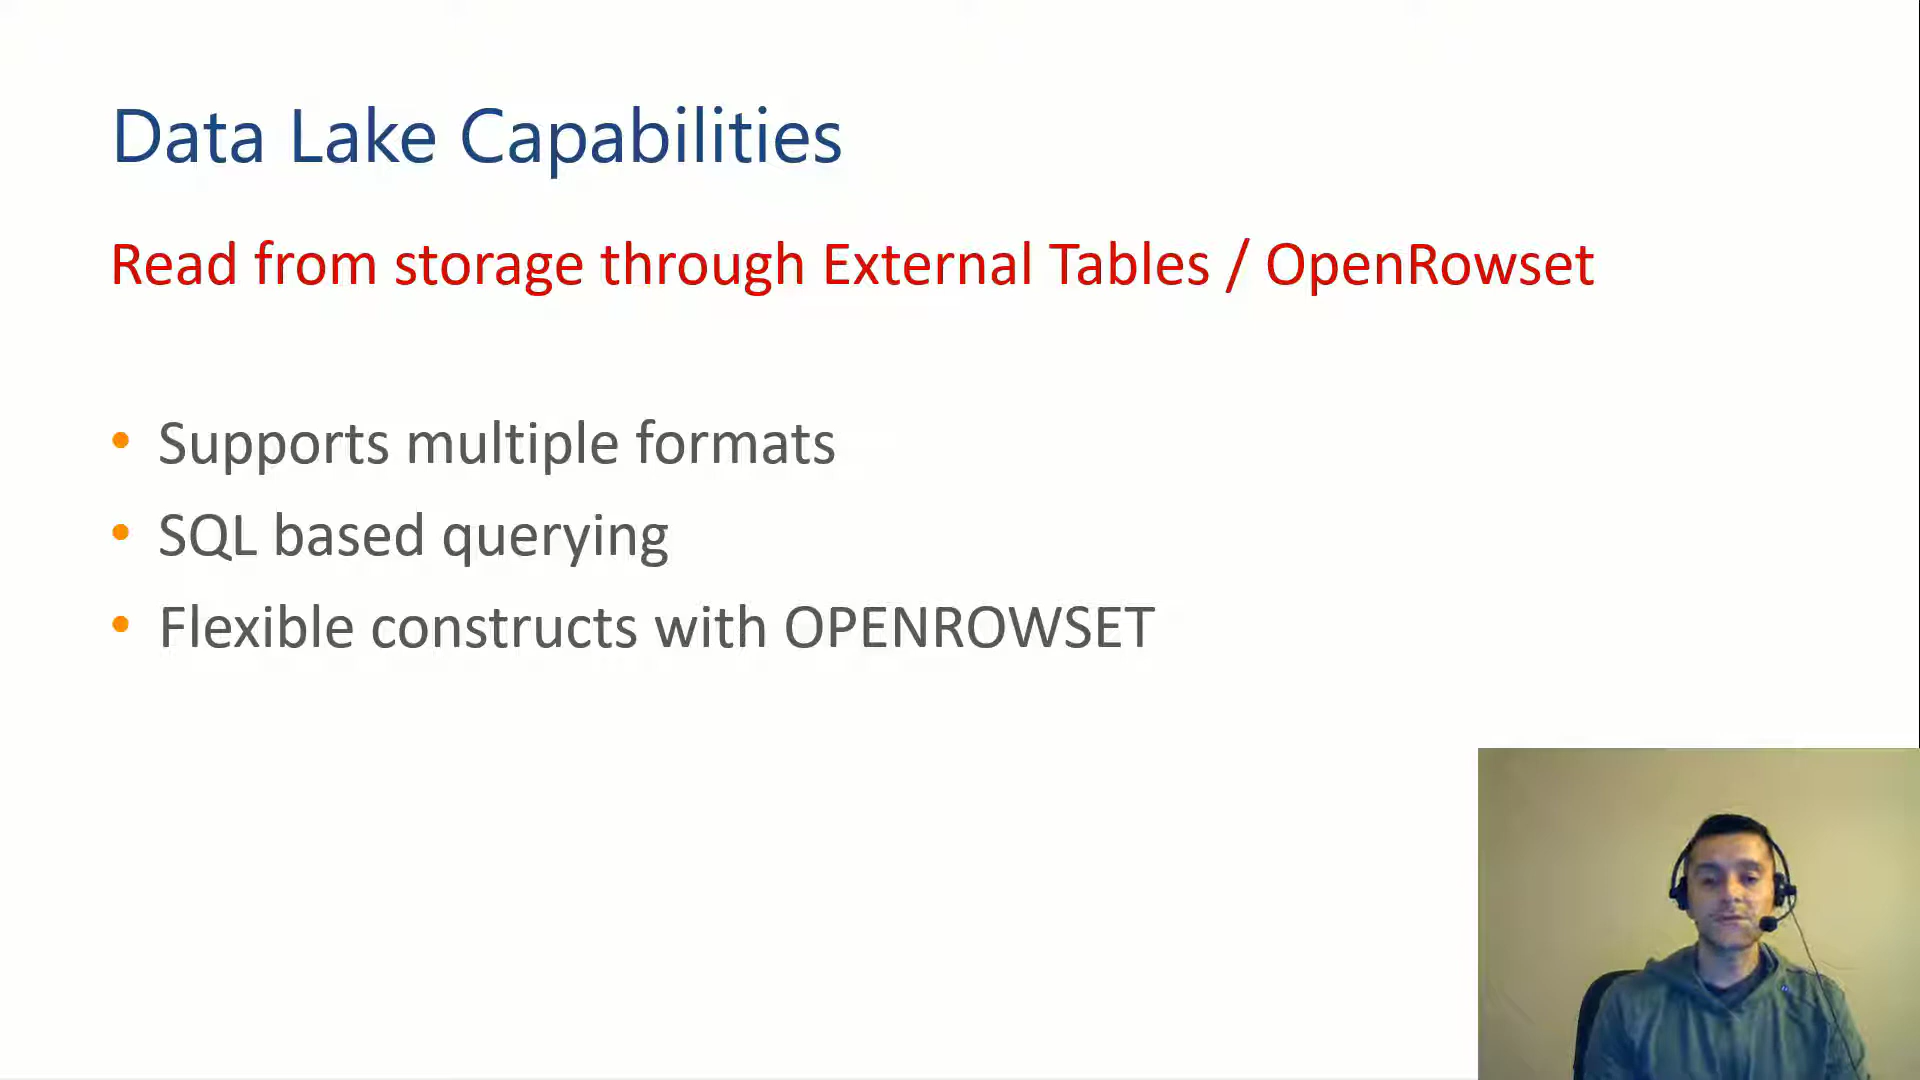 Data Lake Capabilities
Read from storage through External Tables / OpenRowset
• Supports multiple formats
• SQL based querying
• Flexible constructs with OPENROWSET